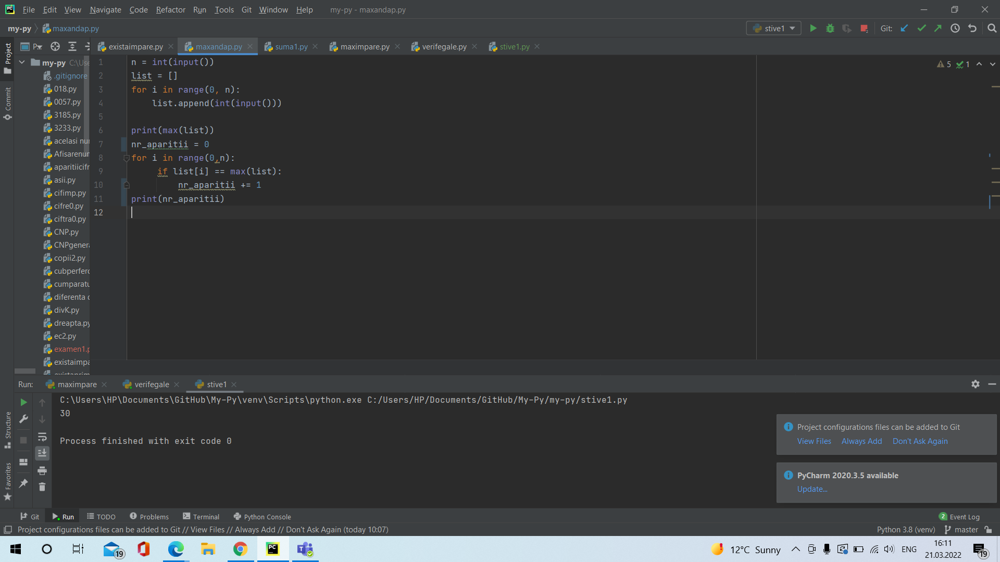 File Edit View Navigate Code Refactor Run Tools Git Window Help my-py - maxandap.py
my-py maxandap.py stive1 Git:
Project P... existaimpare.py maxandap.py suma1.py maximpare.py verifegale.py stive1.py
my-py C:\Use
.gitignore
018.py
0057.py
3185.py
3233.py
acelasi nu
Afisarenu
aparitiicifr
asii.py
cifimp.py
cifre0.py
ciftra0.py
CNP.py
CNPgener
copii2.py
cubperfe
cumparatu
diferenta
divK.py
dreapta.py
ec2.py
examen1.p
existaimpa
Commit
5 1
1 n = int(input())
2 list = []
3 for i in range(0, n):
4 list.append(int(input()))
5
6 print(max(list))
7 nr_aparitii = 0
8 for i in range(0,n):
9 if list[i] == max(list):
10 nr_aparitii += 1
11 print(nr_aparitii)
12
Run: maximpare verifegale stive1
C:\Users\HP\Documents\GitHub\My-Py\venv\Scripts\python.exe C:/Users/HP/Documents/GitHub/My-Py/my-py/stive1.py
30
Process finished with exit code 0
Structure
Favorites
Project configurations files can be added to Git
View Files Always Add Don't Ask Again
PyCharm 2020.3.5 available
Update...
Git Run TODO Problems Terminal Python Console 2 Event Log
Project configurations files can be added to Git // View Files // Always Add // Don't Ask Again (today 10:07) Python 3.8 (venv) master
19 PC 12°C Sunny ENG 16:11
21.03.2022 19